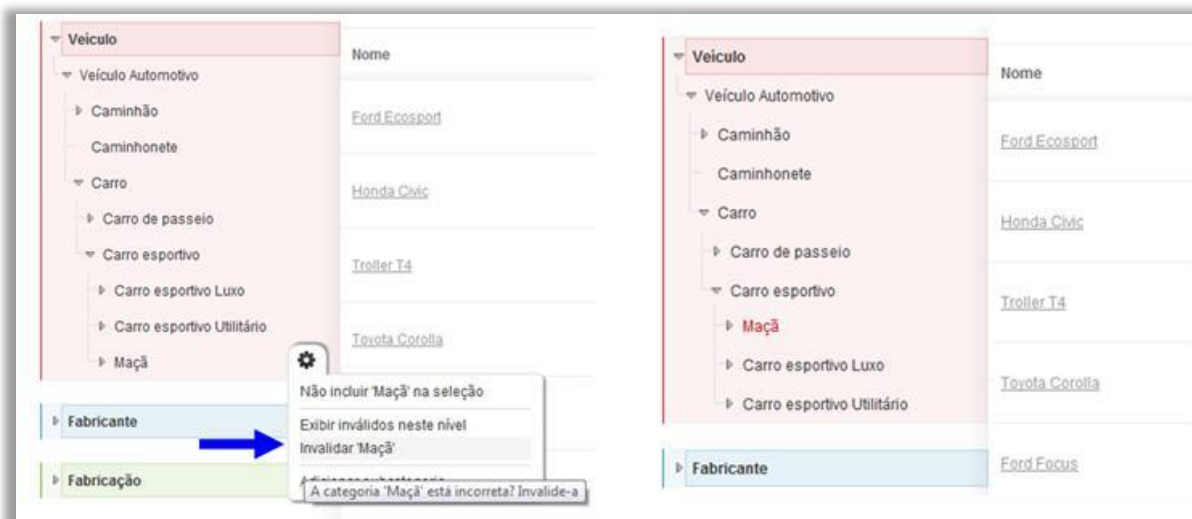 Veiculo
Nome
Veículo Automotivo
Caminhão
Ford Ecosport
Caminhonete
Carro
Honda Civic
Carro de passeio
Carro esportivo
Troller T4
Carro esportivo Luxo
Carro esportivo Utilitário
Toyota Corolla
Maçã
Não incluir 'Maçã' na seleção
Fabricante
Exibir inválidos neste nível
Invalidar 'Maçã'
Fabricação
A categoria 'Maçã' está incorreta? Invalide-a
Veiculo
Nome
Veículo Automotivo
Caminhão
Ford Ecosport
Caminhonete
Carro
Honda Civic
Carro de passeio
Carro esportivo
Troller T4
Maçã
Carro esportivo Luxo
Toyota Corolla
Carro esportivo Utilitário
Fabricante
Ford Focus